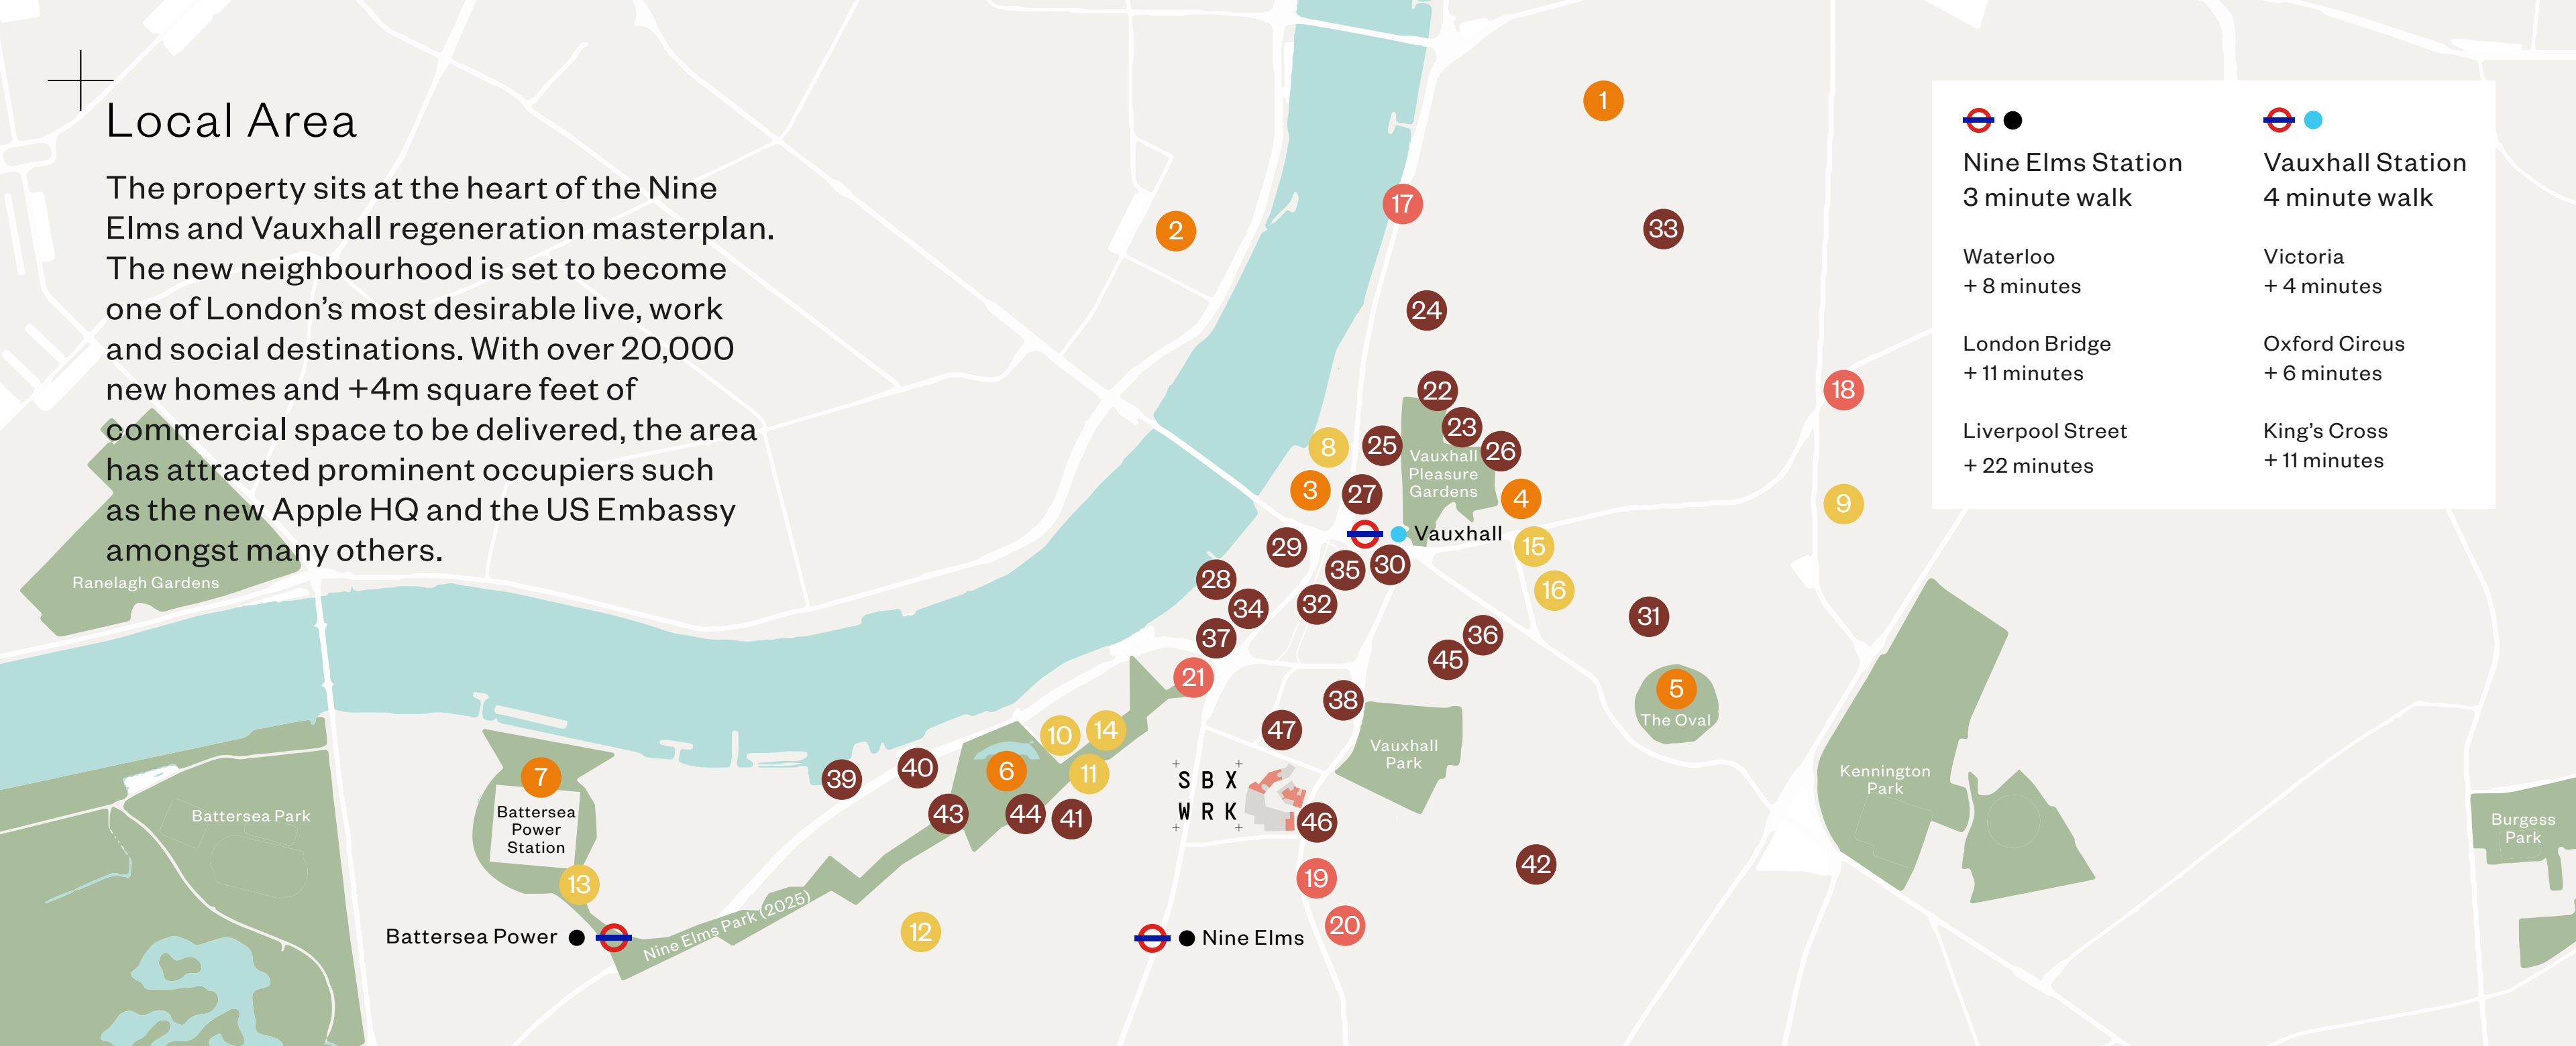 Local Area
The property sits at the heart of the Nine
Elms and Vauxhall regeneration masterplan.
The new neighbourhood is set to become
one of London’s most desirable live, work
and social destinations. With over 20,000
new homes and +4m square feet of
commercial space to be delivered, the area
has attracted prominent occupiers such
as the new Apple HQ and the US Embassy
amongst many others.
Nine Elms Station
3 minute walk
Waterloo
+ 8 minutes
London Bridge
+ 11 minutes
Liverpool Street
+ 22 minutes
Vauxhall Station
4 minute walk
Victoria
+ 4 minutes
Oxford Circus
+ 6 minutes
King’s Cross
+ 11 minutes
1
17
2
33
24
22
18
23
8
25
26
Vauxhall
Pleasure
Gardens
3
27
4
9
Vauxhall
29
15
35
30
28
16
Ranelagh Gardens
34
32
31
37
36
45
21
5
The Oval
38
10
14
47
Vauxhall
Park
7
39
40
6
11
SBX
WRK
Kennington
Park
Battersea Park
Battersea
Power
Station
43
44
41
46
Burgess
Park
42
13
19
Nine Elms Park (2025)
12
20
Battersea Power
Nine Elms